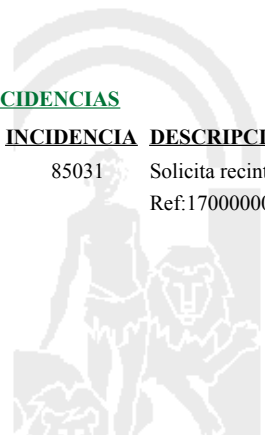 CIDENCIAS
INCIDENCIA DESCRIPCI
85031 Solicita recint
Ref:17000000